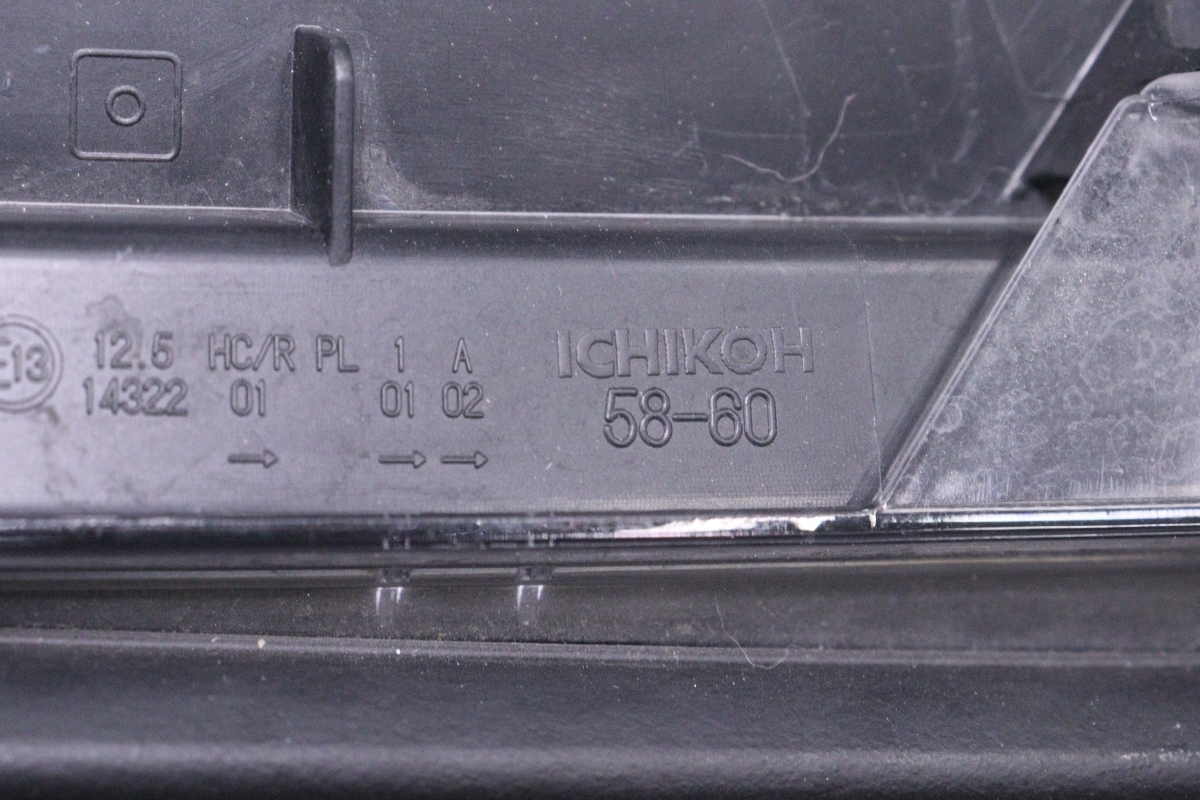 E13 12.5 HC/R PL 1 A ICHIKOH
14322 01 01 02 58-60
→ → →